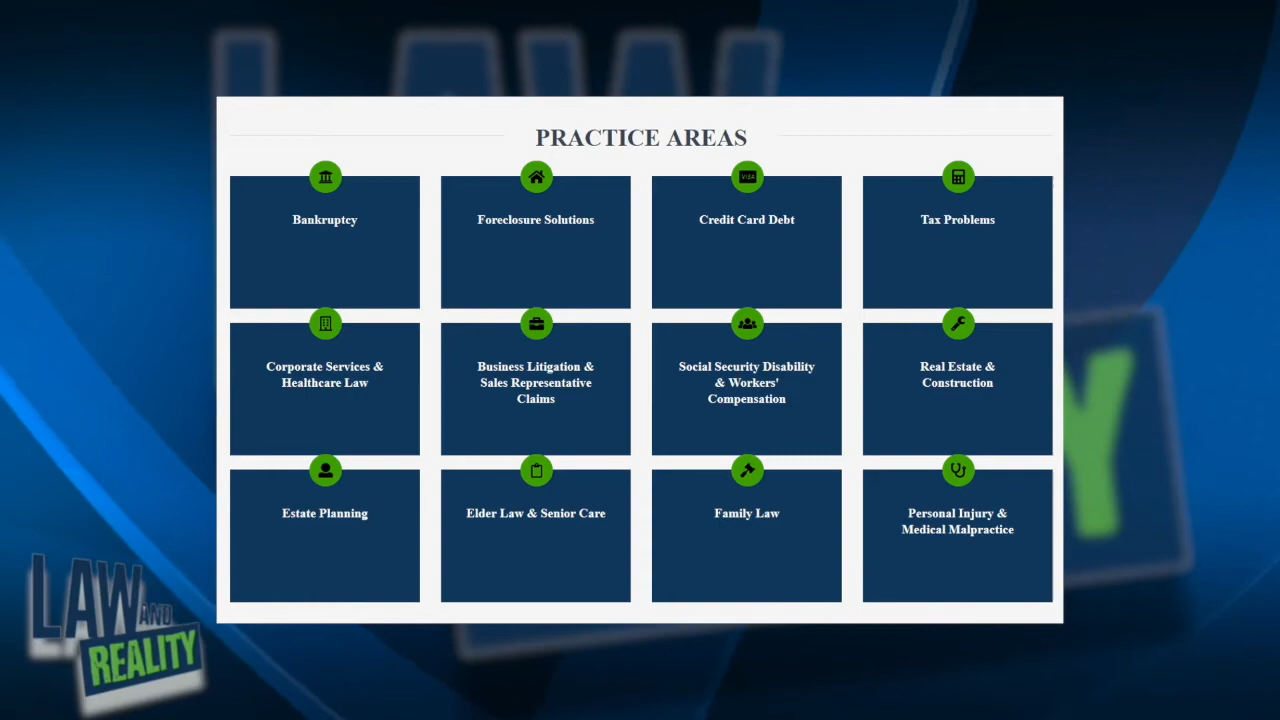 LAW
PRACTICE AREAS
VISA
Bankruptcy
Foreclosure Solutions
Credit Card Debt
Tax Problems
Corporate Services &
Healthcare Law
Business Litigation &
Sales Representative
Claims
Social Security Disability
& Workers'
Compensation
Real Estate &
Construction
Estate Planning
Elder Law & Senior Care
Family Law
Personal Injury &
Medical Malpractice
Y
LAW AND
REALITY